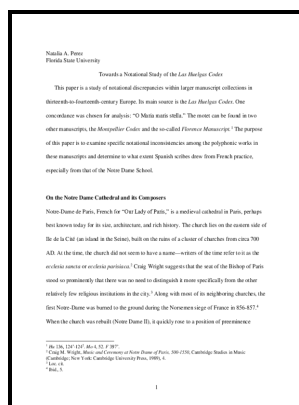 Natalia A. Perez
Florida State University
Towards a Notational Study of the Las Huelgas Codex
This paper is a study of notational discrepancies within larger manuscript collections in
thirteenth-to-fourteenth-century Europe. Its main source is the Las Huelgas Codex. One
concordance was chosen for analysis: "O Maria maris stella." The motet can be found in two
other manuscripts, the Montpellier Codex and the so-called Florence Manuscript.¹ The purpose
of this paper is to examine specific notational inconsistencies among the polyphonic works in
these manuscripts and determine to what extent Spanish scribes drew from French practice,
especially from that of the Notre Dame School.
On the Notre Dame Cathedral and its Composers
Notre-Dame de Paris, French for "Our Lady of Paris," is a medieval cathedral in Paris, perhaps
best known today for its size, architecture, and rich history. The church lies on the eastern side of
Ile de la Cité (an island in the Seine), built on the ruins of a cluster of churches from circa 700
AD. At the time, the church did not seem to have a name—writers of the time refer to it as the
ecclesia sancta or ecclesia parisiaca.² Craig Wright suggests that the seat of the Bishop of Paris
stood so prominently that there was no need to distinguish it more specifically from the other
relatively few religious institutions in the city.³ Along with most of its neighboring churches, the
first Notre-Dame was burned to the ground during the Norsemen siege of France in 856-857.⁴
When the church was rebuilt (Notre Dame II), it quickly rose to a position of preeminence
² Craig M. Wright, Music and Ceremony at Notre Dame of Paris, 500-1550, Cambridge Studies in Music
(Cambridge; New York: Cambridge University Press, 1989), 4.
³ Loc. cit.
⁴ Ibid., 5.
1